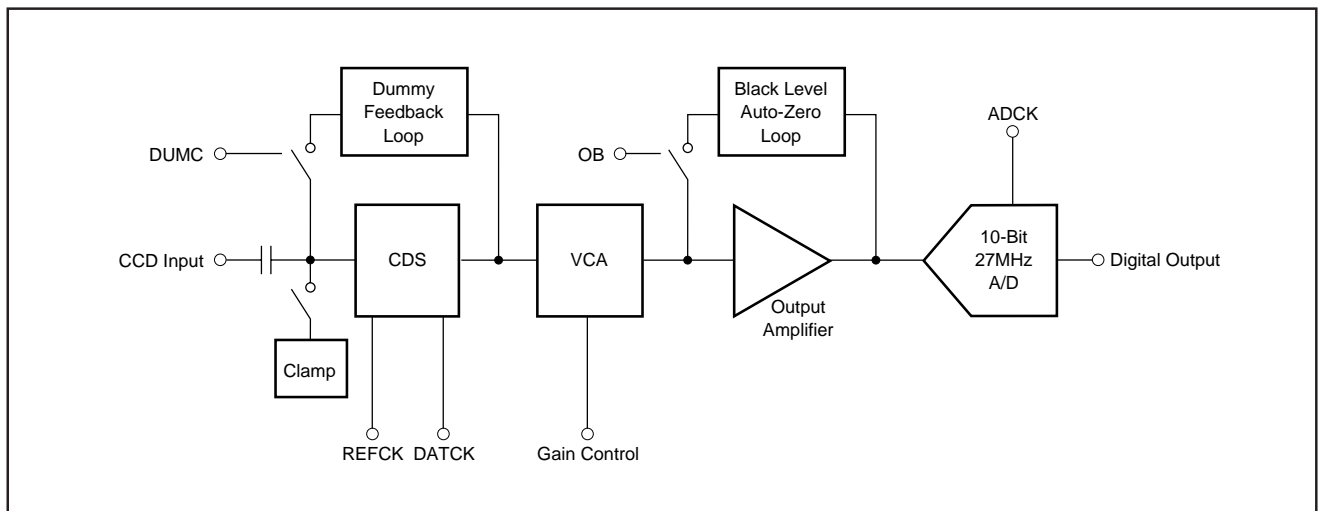 Dummy
Feedback
Loop
Black Level
Auto-Zero
Loop
ADCK
DUMC
OB
CCD Input
CDS
VCA
10-Bit
27MHz
A/D
Digital Output
Output
Amplifier
Clamp
REFCK
DATCK
Gain Control